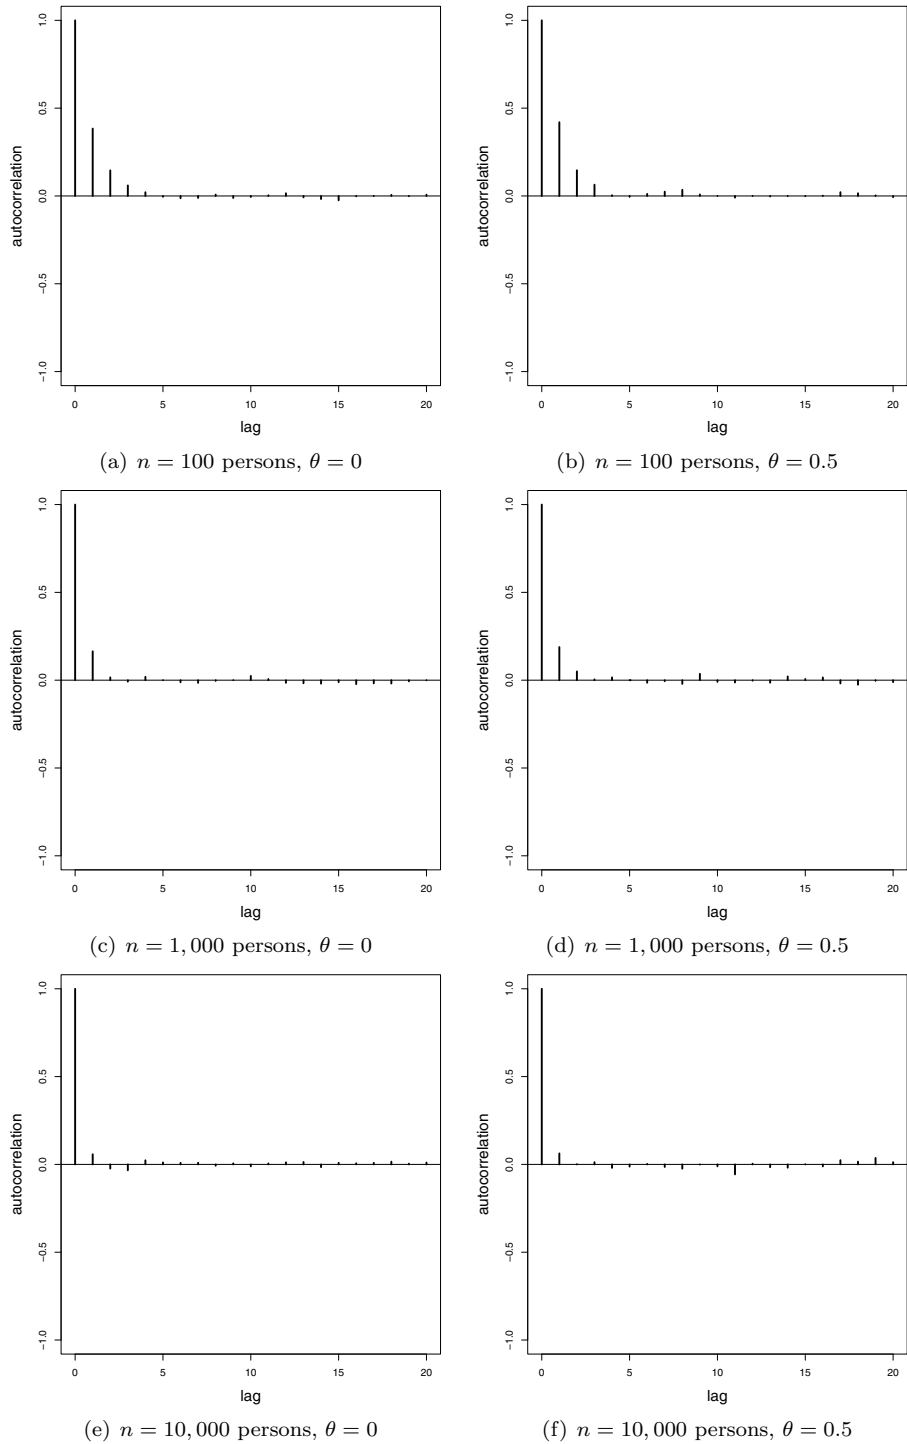 1.0
0.5
0.0
−0.5
−1.0
autocorrelation
0 5 10 15 20
lag
(a) n = 100 persons, θ = 0
1.0
0.5
0.0
−0.5
−1.0
autocorrelation
0 5 10 15 20
lag
(b) n = 100 persons, θ = 0.5
1.0
0.5
0.0
−0.5
−1.0
autocorrelation
0 5 10 15 20
lag
(c) n = 1, 000 persons, θ = 0
1.0
0.5
0.0
−0.5
−1.0
autocorrelation
0 5 10 15 20
lag
(d) n = 1, 000 persons, θ = 0.5
1.0
0.5
0.0
−0.5
−1.0
autocorrelation
0 5 10 15 20
lag
(e) n = 10, 000 persons, θ = 0
1.0
0.5
0.0
−0.5
−1.0
autocorrelation
0 5 10 15 20
lag
(f) n = 10, 000 persons, θ = 0.5